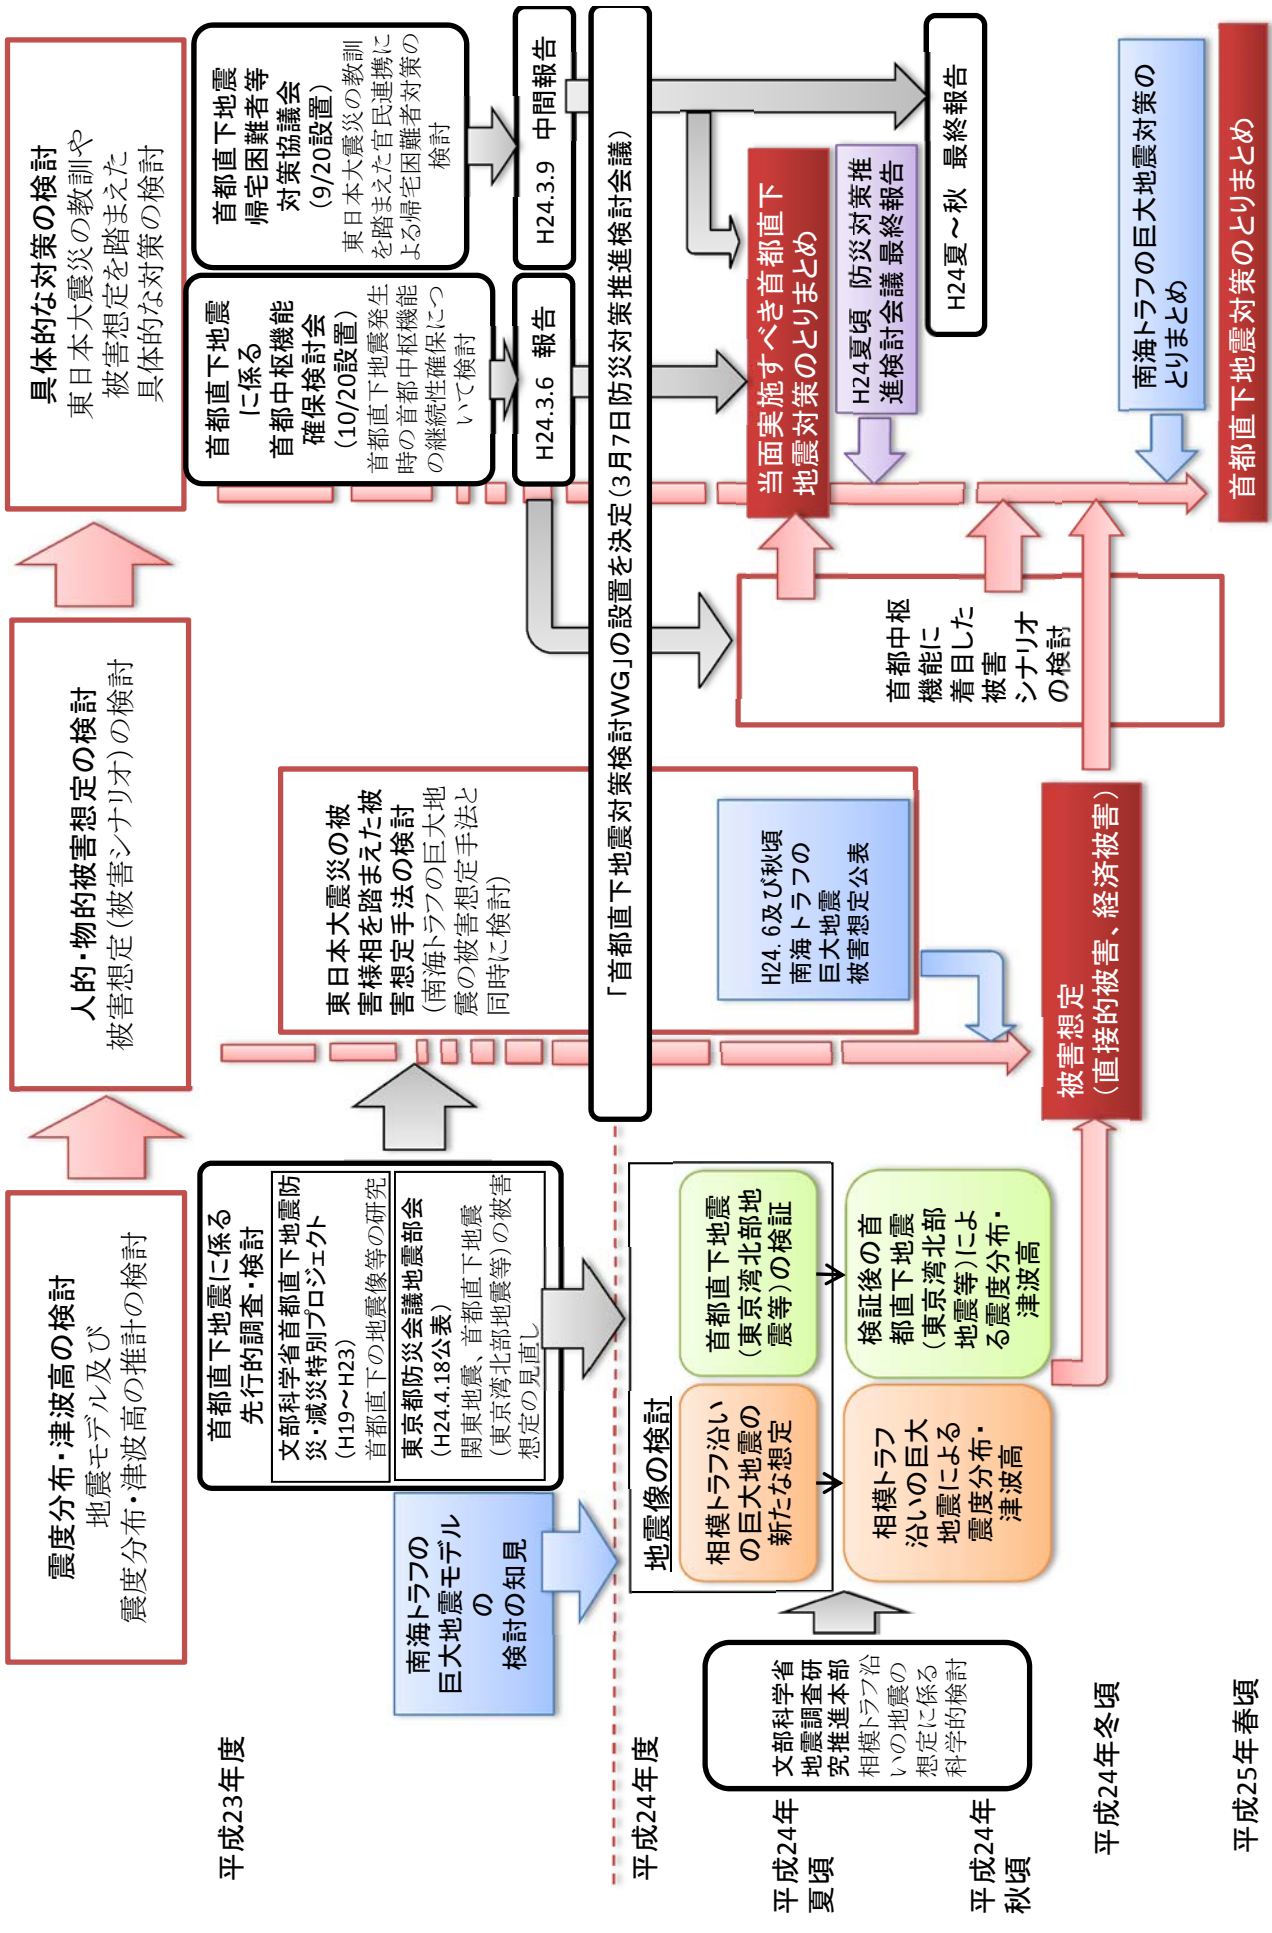 震度分布・津波高の検討
地震モデル及び
震度分布・津波高の推計の検討
人的・物的被害想定の検討
被害想定(被害シナリオ)の検討
具体的な対策の検討
東日本大震災の教訓や
被害想定を踏まえた
具体的な対策の検討
平成23年度
首都直下地震に係る
先行的調査・検討
文部科学省首都直下地震防
災・減災特別プロジェクト
(H19～H23)
首都直下の地震像等の研究
東京都防災会議地震部会
(H24.4.18公表)
関東地震、首都直下地震
(東京湾北部地震等)の被害
想定の見直し
南海トラフの
巨大地震モデル
の
検討の知見
東日本大震災の被
害様相を踏まえた被
害想定手法の検討
(南海トラフの巨大地
震の被害想定手法と
同時に検討)
首都直下地震
に係る
首都中枢機能
確保検討会
(10/20設置)
首都直下地震発生
時の首都中枢機能
の継続性確保につ
いて検討
首都直下地震
帰宅困難者等
対策協議会
(9/20設置)
東日本大震災の教訓
を踏まえた官民連携に
よる帰宅困難者対策の
検討
H24.3.6 報告
H24.3.9 中間報告
「首都直下地震対策検討WG」の設置を決定(3月7日防災対策推進検討会議)
平成24年度
地震像の検討
相模トラフ沿い
の巨大地震の
新たな想定
首都直下地震
(東京湾北部地
震等)の検証
平成24年
夏頃
文部科学省
地震調査研
究推進本部
相模トラフ沿
いの地震の
想定に係る
科学的検討
相模トラフ
沿いの巨大
地震による
震度分布・
津波高
検証後の首
都直下地震
(東京湾北部
地震等)によ
る震度分布・
津波高
H24.6及び秋頃
南海トラフの
巨大地震
被害想定公表
首都中枢
機能に
着目した
被害
シナリオ
の検討
当面実施すべき首都直下
地震対策のとりまとめ
H24夏頃 防災対策推
進検討会議 最終報告
H24夏～秋 最終報告
平成24年
秋頃
被害想定
(直接的被害、経済被害)
平成24年冬頃
南海トラフの巨大地震対策の
とりまとめ
平成25年春頃
首都直下地震対策のとりまとめ